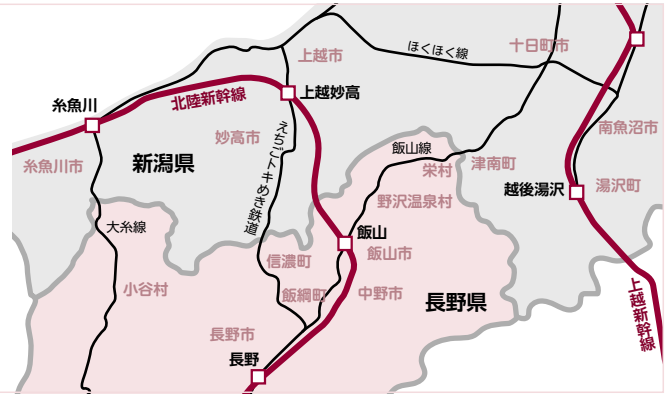 ほくほく線
十日町市
上越市
糸魚川
北陸新幹線
上越妙高
南魚沼市
妙高市
えちごトキめき鉄道
糸魚川市
新潟県
飯山線
栄村
津南町
越後湯沢
湯沢町
野沢温泉村
大糸線
飯山
飯山市
信濃町
小谷村
飯綱町
中野市
長野県
上越新幹線
長野市
長野